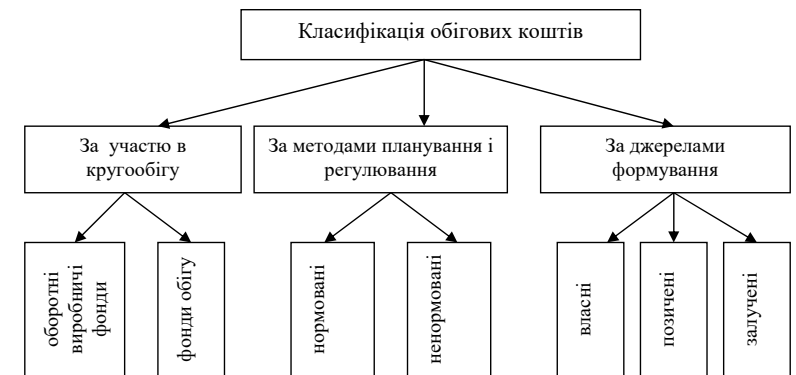 Класифікація обігових коштів
За участю в
кругообігу
За методами планування і
регулювання
За джерелами
формування
оборотні
виробничі
фонди
фонди обігу
нормовані
ненормовані
власні
позичені
залучені